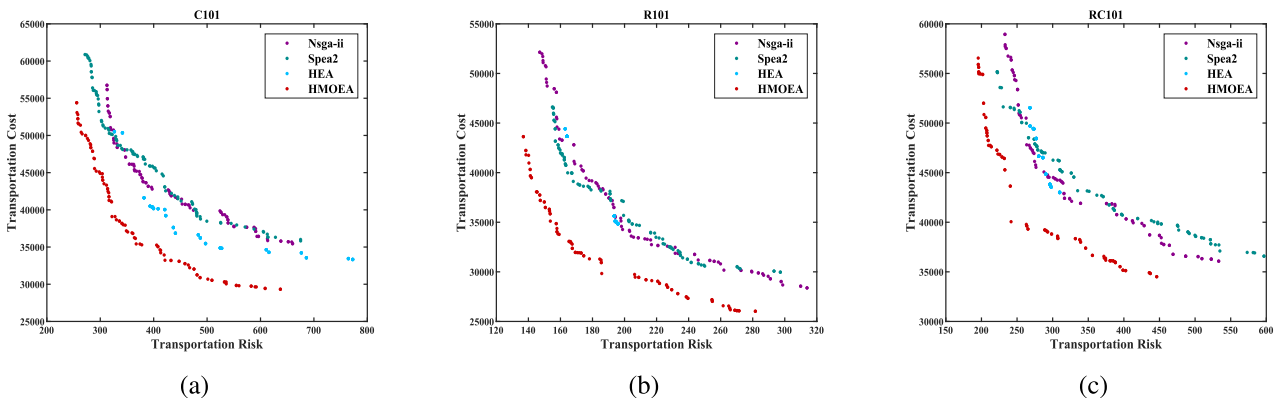 C101
65000
60000
55000
50000
45000
40000
35000
30000
25000
Transportation Cost
200 300 400 500 600 700 800
Transportation Risk
Nsga-ii
Spea2
HEA
HMOEA
(a)
R101
50000
45000
40000
35000
30000
25000
Transportation Cost
120 140 160 180 200 220 240 260 280 300 320
Transportation Risk
Nsga-ii
Spea2
HEA
HMOEA
(b)
RC101
60000
55000
50000
45000
40000
35000
30000
Transportation Cost
150 200 250 300 350 400 450 500 550 600
Transportation Risk
Nsga-ii
Spea2
HEA
HMOEA
(c)